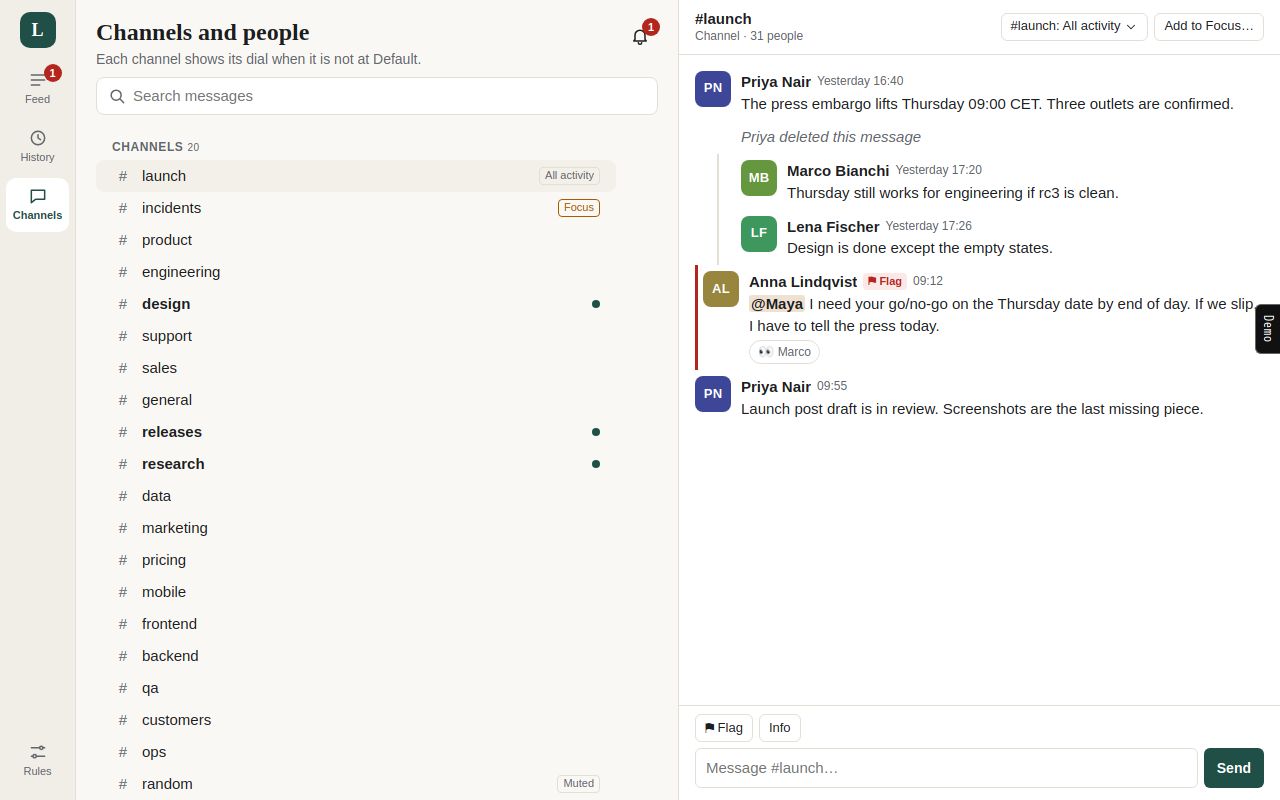 L
1
Feed
History
Channels
Rules
Channels and people
1
Each channel shows its dial when it is not at Default.
Search messages
CHANNELS 20
# launch All activity
# incidents Focus
# product
# engineering
# design
# support
# sales
# general
# releases
# research
# data
# marketing
# pricing
# mobile
# frontend
# backend
# qa
# customers
# ops
# random Muted
#launch
Channel · 31 people
#launch: All activity
Add to Focus…
PN
Priya Nair Yesterday 16:40
The press embargo lifts Thursday 09:00 CET. Three outlets are confirmed.
Priya deleted this message
MB
Marco Bianchi Yesterday 17:20
Thursday still works for engineering if rc3 is clean.
LF
Lena Fischer Yesterday 17:26
Design is done except the empty states.
AL
Anna Lindqvist Flag 09:12
@Maya I need your go/no-go on the Thursday date by end of day. If we slip,
I have to tell the press today.
👀 Marco
PN
Priya Nair 09:55
Launch post draft is in review. Screenshots are the last missing piece.
Demo
Flag
Info
Message #launch…
Send